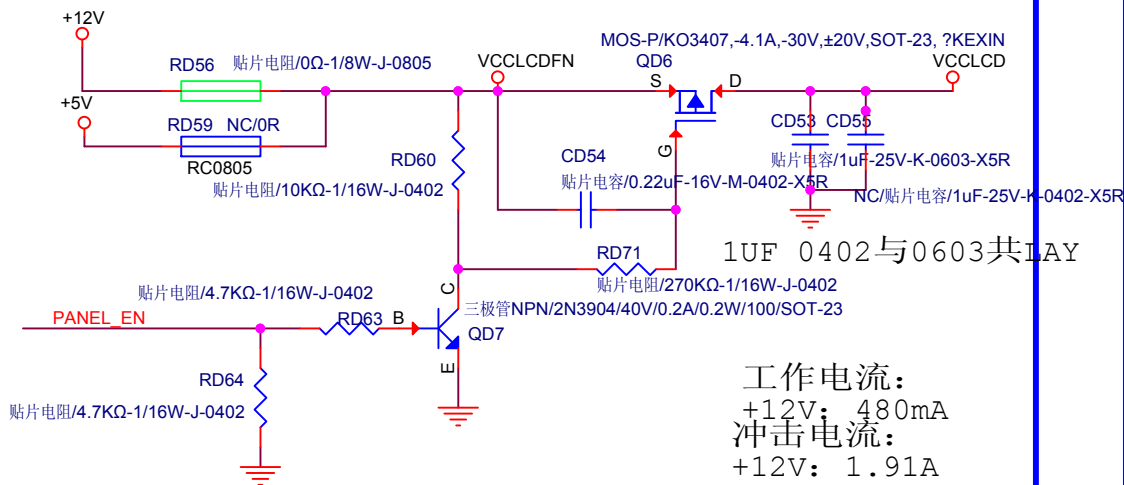 +12V
RD56
贴片电阻/0Ω-1/8W-J-0805
+5V
RD59 NC/0R
RC0805
VCCLCDFN
MOS-P/KO3407,-4.1A,-30V,±20V,SOT-23, ?KEXIN
QD6
VCCLCD
S
D
G
RD60
贴片电阻/10KΩ-1/16W-J-0402
CD54
贴片电容/0.22uF-16V-M-0402-X5R
CD53
CD55
贴片电容/1uF-25V-K-0603-X5R
NC/贴片电容/1uF-25V-K-0402-X5R
1UF 0402与0603共LAY
RD71
贴片电阻/270KΩ-1/16W-J-0402
贴片电阻/4.7KΩ-1/16W-J-0402
PANEL_EN
RD63
B
C
E
三极管NPN/2N3904/40V/0.2A/0.2W/100/SOT-23
QD7
RD64
贴片电阻/4.7KΩ-1/16W-J-0402
工作电流：
+12V：480mA
冲击电流：
+12V：1.91A